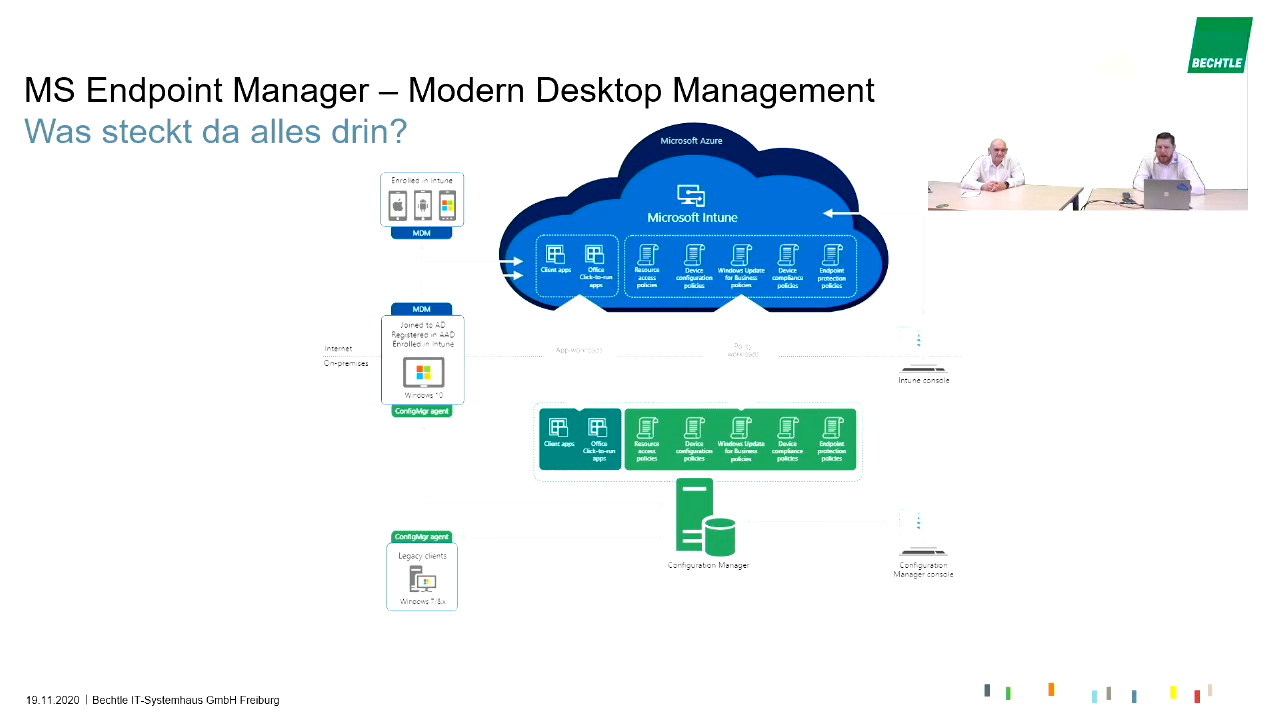 BECHTLE
MS Endpoint Manager – Modern Desktop Management
Was steckt da alles drin?
Microsoft Azure
Enrolled in Intune
MDM
Microsoft Intune
Client apps
Office
Click-to-run
apps
Resource
access
policies
Device
configuration
policies
Windows Update
for Business
policies
Device
compliance
policies
Endpoint
protection
policies
MDM
Joined to AD
Registered in AAD
Enrolled in Intune
Windows 10
ConfigMgr agent
Internet
On-premises
App workloads
Policy
workloads
Intune console
Client apps
Office
Click-to-run
apps
Resource
access
policies
Device
configuration
policies
Windows Update
for Business
policies
Device
compliance
policies
Endpoint
protection
policies
ConfigMgr agent
Legacy clients
Windows 7/8.x
Configuration Manager
Configuration
Manager console
19.11.2020 | Bechtle IT-Systemhaus GmbH Freiburg